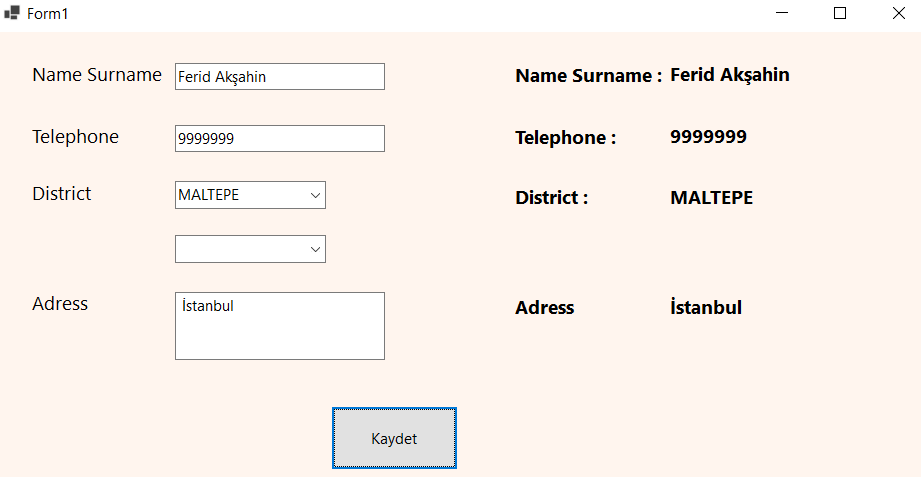 Form1
Name Surname Ferid Akşahin Name Surname : Ferid Akşahin
Telephone 9999999 Telephone : 9999999
District MALTEPE District : MALTEPE
Adress İstanbul Adress İstanbul
Kaydet